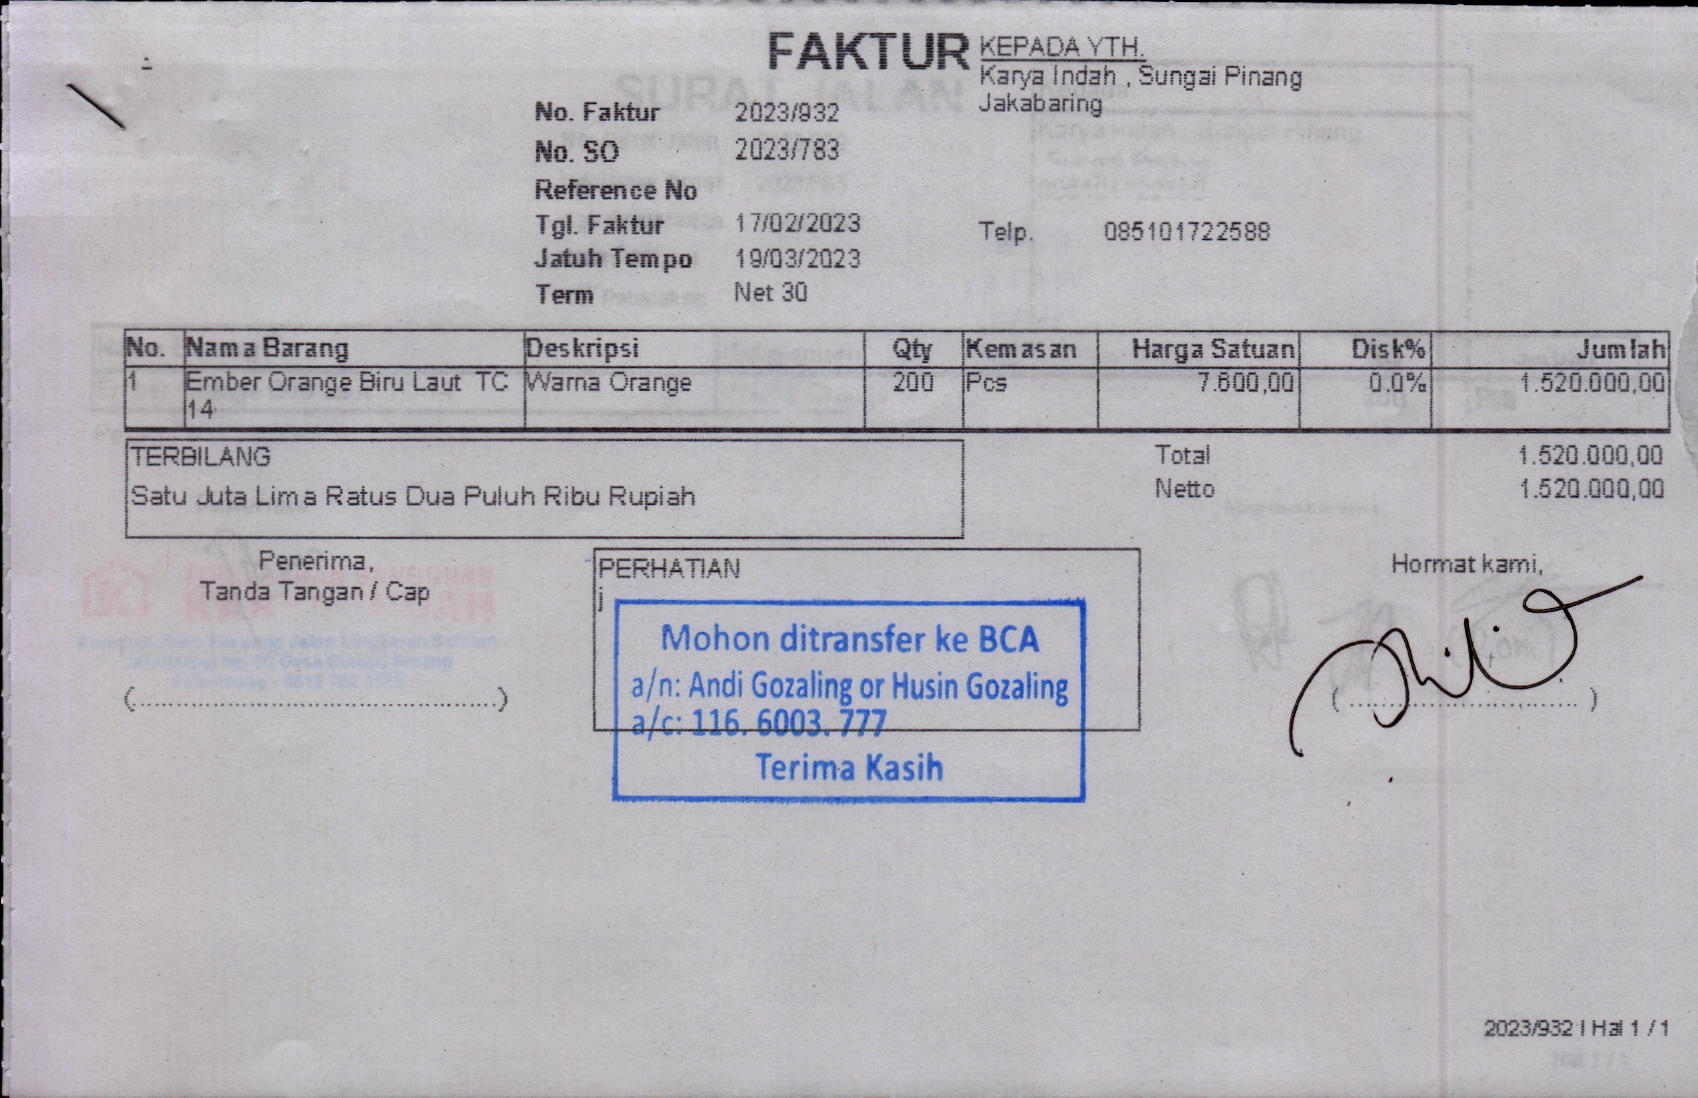 FAKTUR
KEPADA YTH.
Karya Indah , Sungai Pinang
Jakabaring
No. Faktur 2023/932
No. SO 2023/783
Reference No
Tgl. Faktur 17/02/2023
Telp. 085101722588
Jatuh Tempo 19/03/2023
Term Net 30
No. Nama Barang Deskripsi Qty Kemasan Harga Satuan Disk% Jumlah
1 Ember Orange Biru Laut TC 14 Warna Orange 200 Pcs 7.600,00 0.0% 1.520.000,00
TERBILANG
Satu Juta Lima Ratus Dua Puluh Ribu Rupiah
Total 1.520.000,00
Netto 1.520.000,00
Penerima,
Tanda Tangan / Cap
(.................................................)
PERHATIAN
j
Mohon ditransfer ke BCA
a/n: Andi Gozaling or Husin Gozaling
a/c: 116. 6003. 777
Terima Kasih
Hormat kami,
(...............................)
2023/932 | Hal 1 / 1
SURAT JALAN